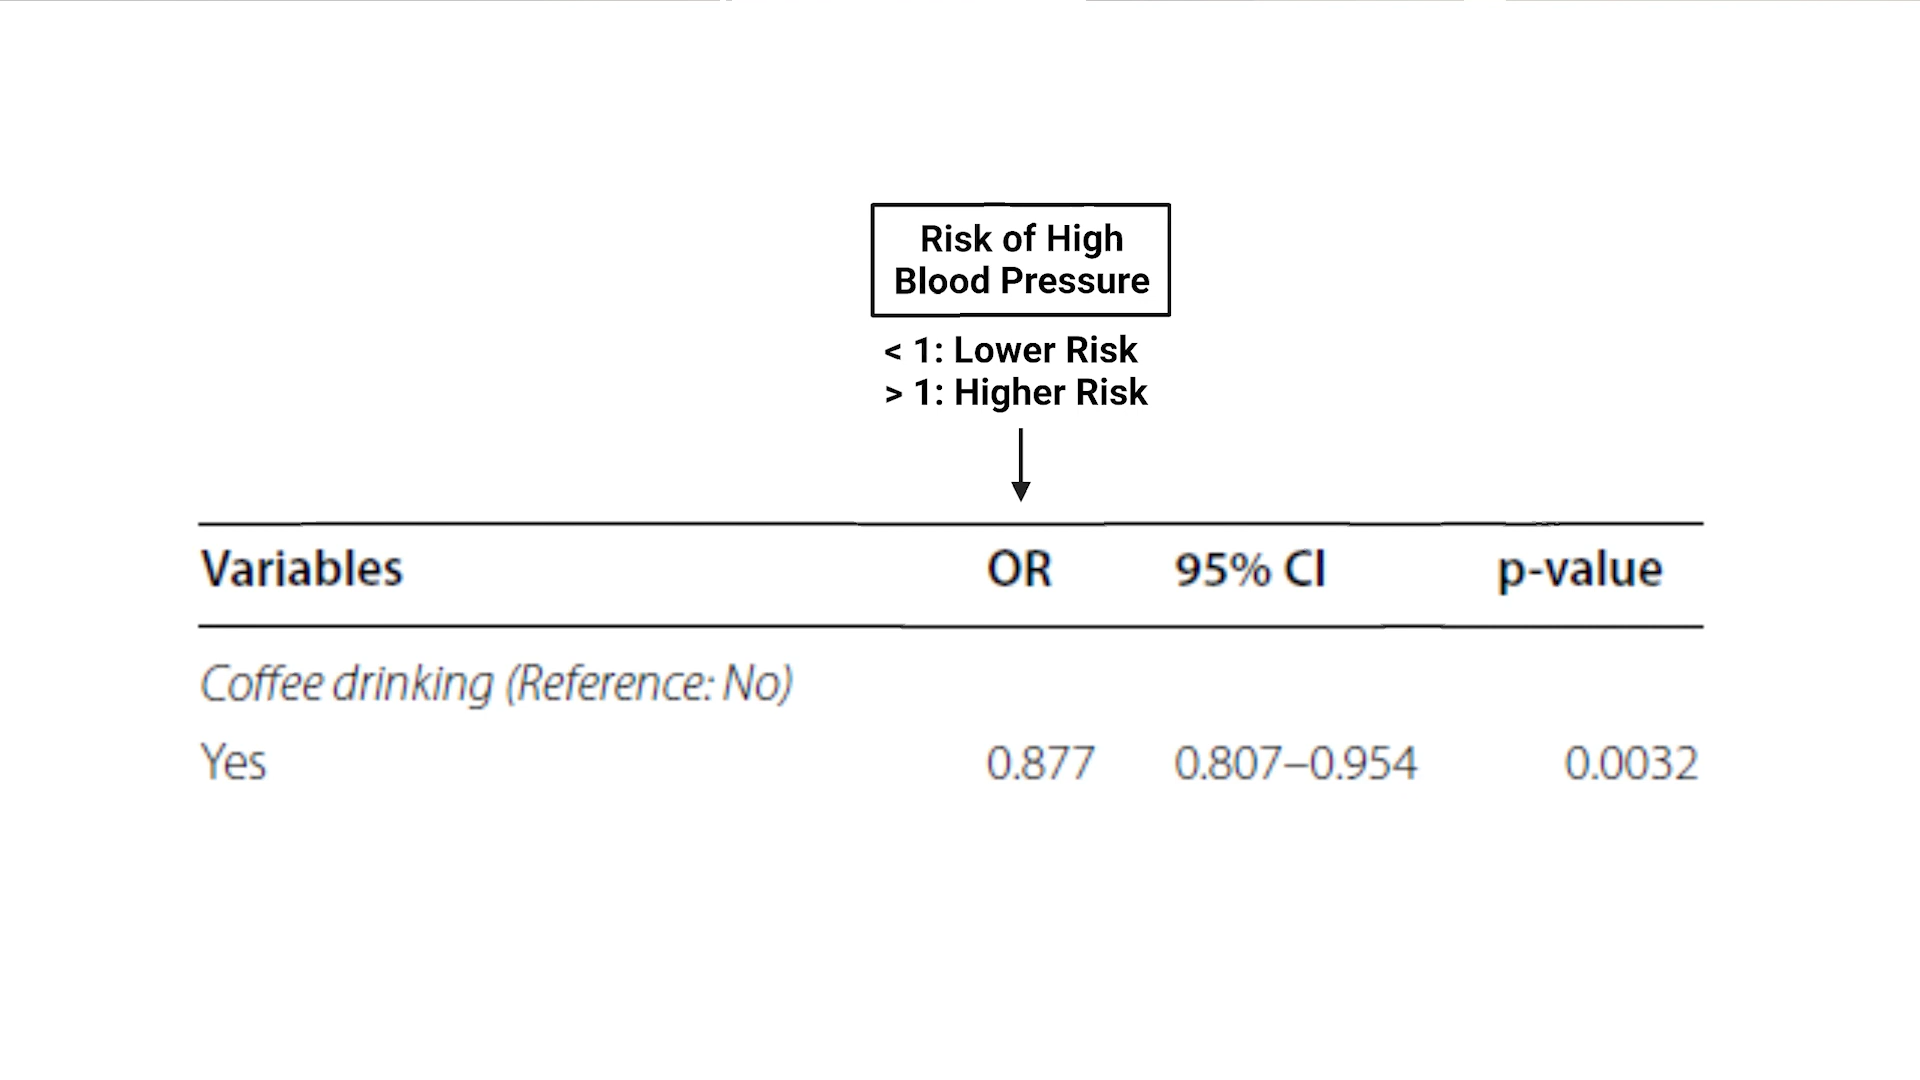 Risk of High
Blood Pressure
< 1: Lower Risk
> 1: Higher Risk
Variables OR 95% CI p-value
Coffee drinking (Reference: No)
Yes 0.877 0.807–0.954 0.0032